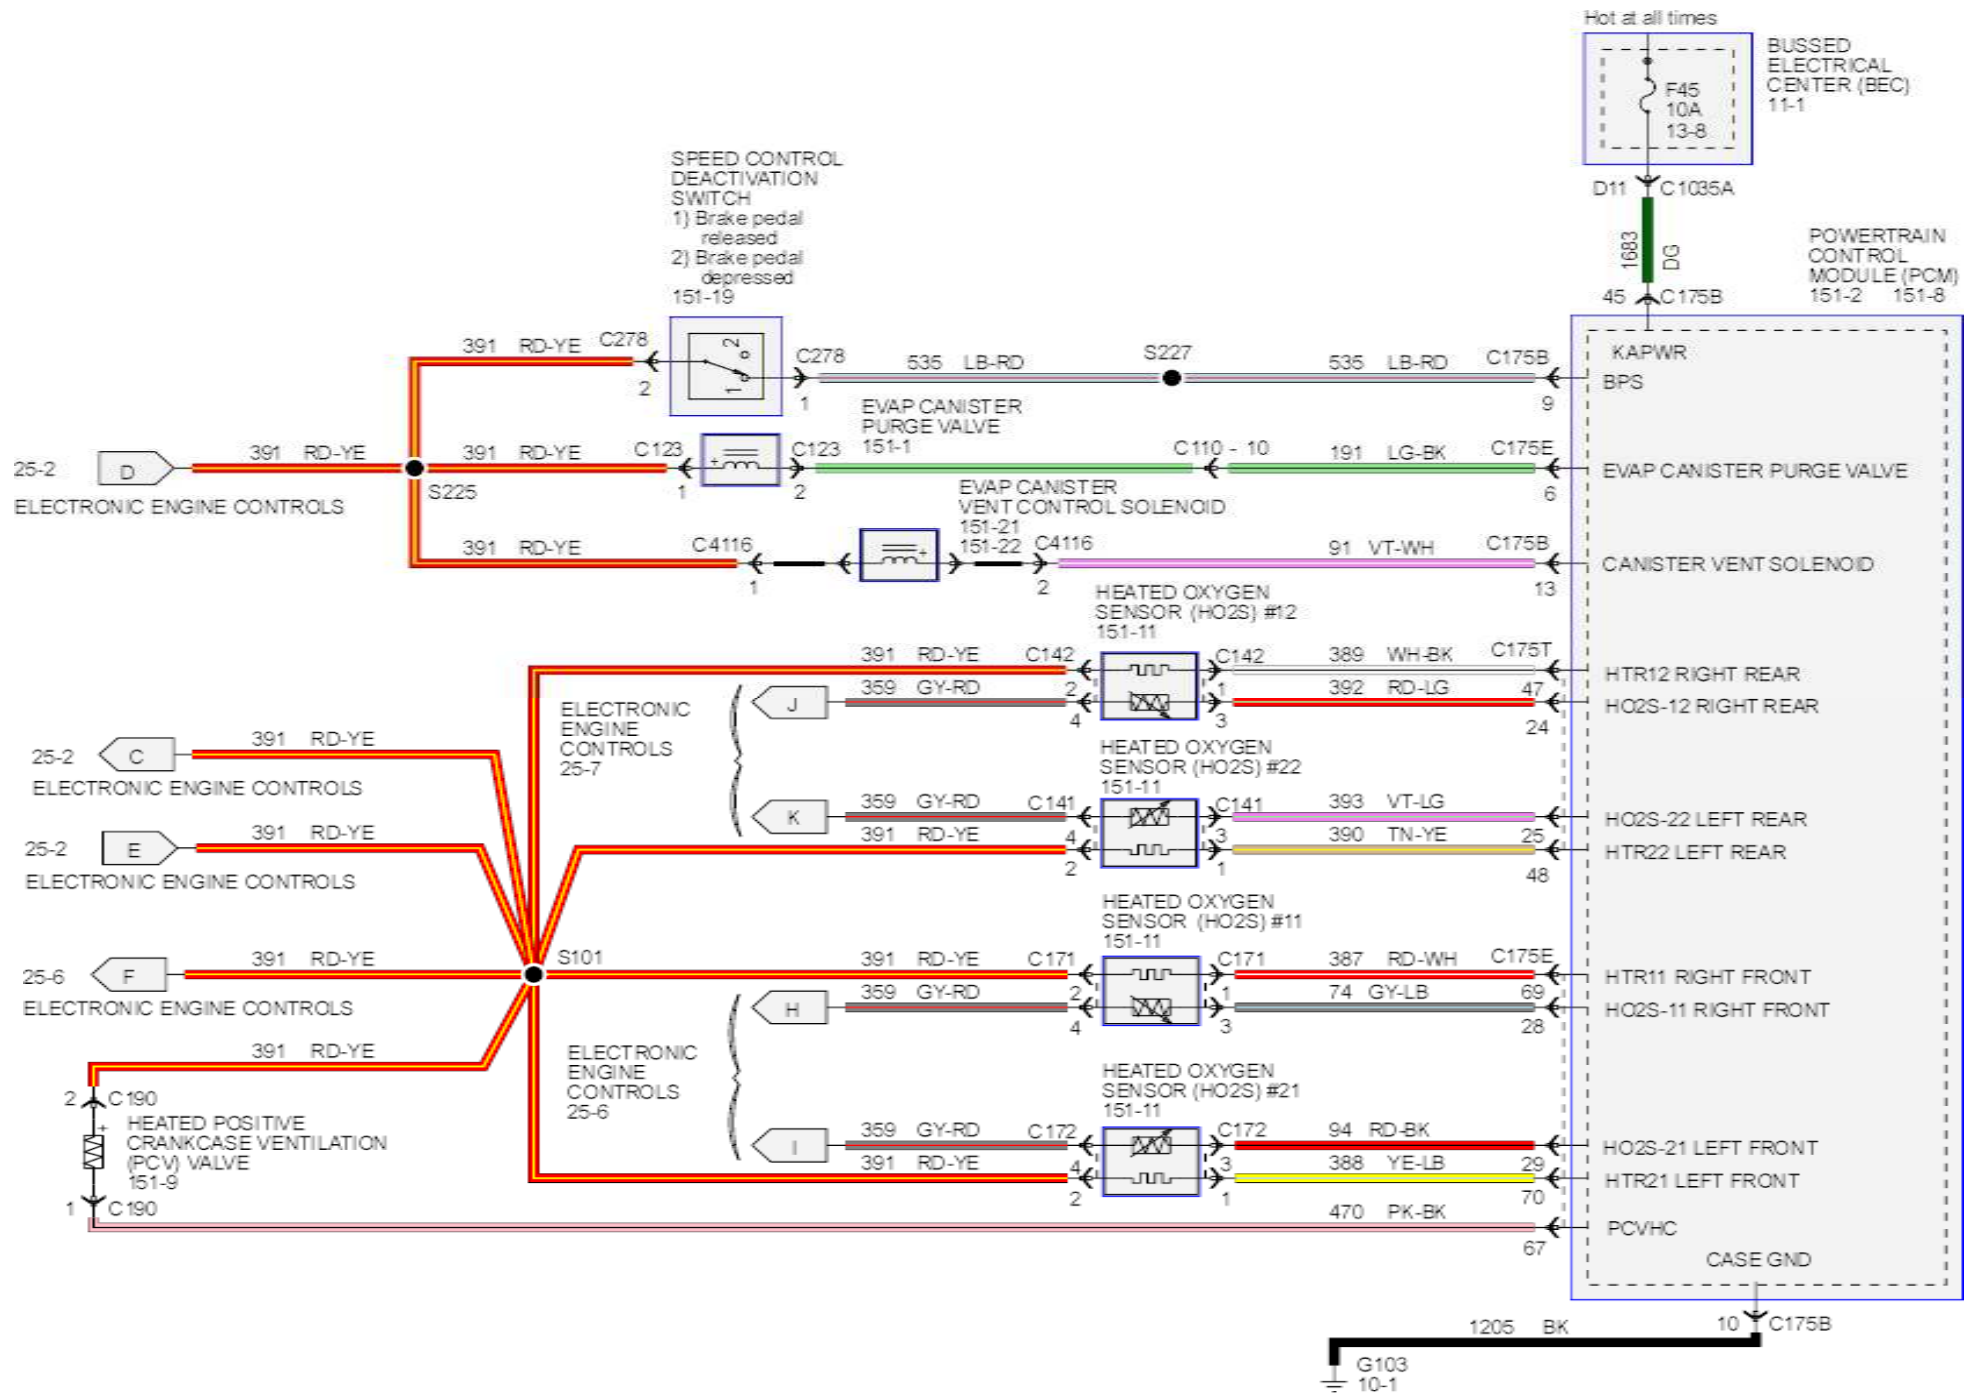 Hot at all times
BUSSED
ELECTRICAL
CENTER (BEC)
11-1
F45
10A
13-8
D11
C1035A
1683
DG
45
C175B
POWERTRAIN
CONTROL
MODULE (PCM)
151-2 151-8
SPEED CONTROL
DEACTIVATION
SWITCH
1) Brake pedal
released
2) Brake pedal
depressed
151-19
391 RD-YE
C278
2
2
1
C278
1
535 LB-RD
S227
535 LB-RD
C175B
9
KAPWR
BPS
EVAP CANISTER
PURGE VALVE
151-1
25-2
D
ELECTRONIC ENGINE CONTROLS
391 RD-YE
S225
391 RD-YE
C123
1
+
C123
2
C110 - 10
191 LG-BK
C175E
6
EVAP CANISTER PURGE VALVE
EVAP CANISTER
VENT CONTROL SOLENOID
151-21
151-22
391 RD-YE
C4116
1
+
C4116
2
91 VT-WH
C175B
13
CANISTER VENT SOLENOID
HEATED OXYGEN
SENSOR (HO2S) #12
151-11
391 RD-YE
C142
2
C142
1
389 WH-BK
C175T
47
HTR12 RIGHT REAR
J
359 GY-RD
4
3
392 RD-LG
24
HO2S-12 RIGHT REAR
ELECTRONIC
ENGINE
CONTROLS
25-7
HEATED OXYGEN
SENSOR (HO2S) #22
151-11
K
359 GY-RD
C141
4
C141
3
393 VT-LG
25
HO2S-22 LEFT REAR
391 RD-YE
2
1
390 TN-YE
48
HTR22 LEFT REAR
25-2
C
391 RD-YE
ELECTRONIC ENGINE CONTROLS
25-2
E
391 RD-YE
ELECTRONIC ENGINE CONTROLS
HEATED OXYGEN
SENSOR (HO2S) #11
151-11
25-6
F
391 RD-YE
ELECTRONIC ENGINE CONTROLS
S101
391 RD-YE
C171
2
C171
1
387 RD-WH
C175E
69
HTR11 RIGHT FRONT
H
359 GY-RD
4
3
74 GY-LB
28
HO2S-11 RIGHT FRONT
ELECTRONIC
ENGINE
CONTROLS
25-6
HEATED OXYGEN
SENSOR (HO2S) #21
151-11
I
359 GY-RD
C172
4
C172
3
94 RD-BK
29
HO2S-21 LEFT FRONT
391 RD-YE
2
1
388 YE-LB
70
HTR21 LEFT FRONT
391 RD-YE
2
C190
+
HEATED POSITIVE
CRANKCASE VENTILATION
(PCV) VALVE
151-9
1
C190
470 PK-BK
67
PCVHC
CASE GND
10
C175B
1205 BK
G103
10-1